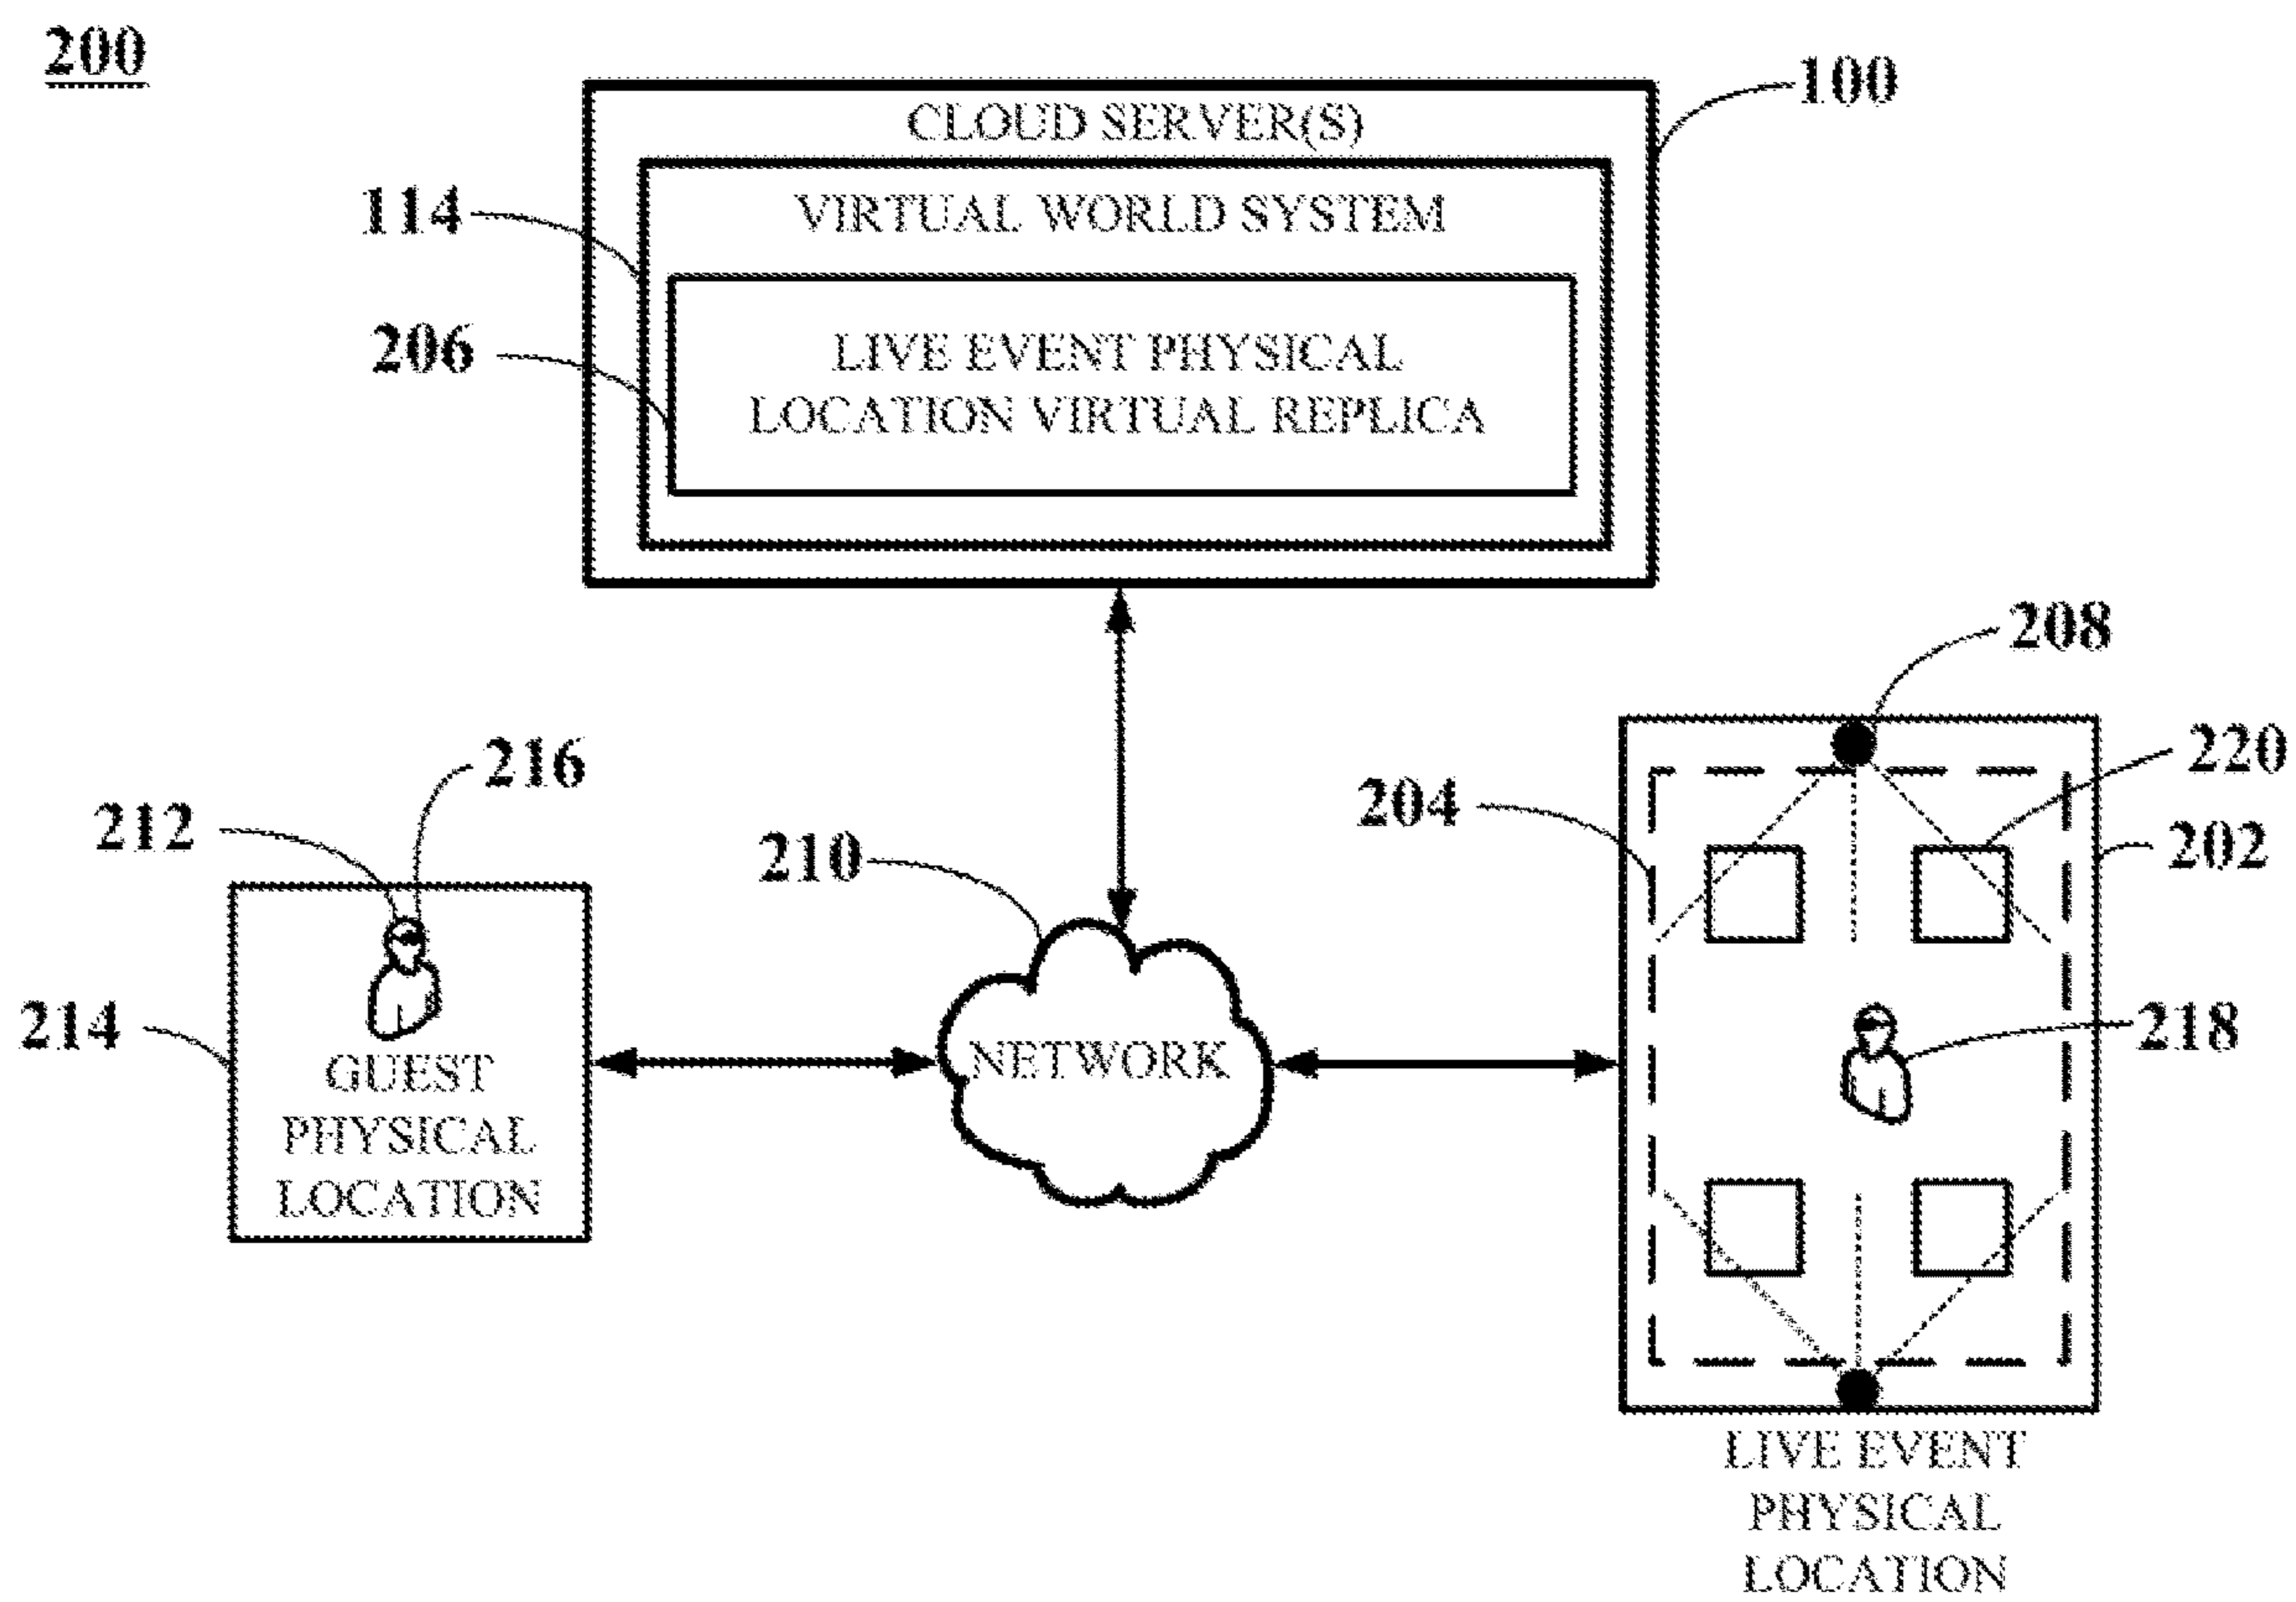 200
100
CLOUD SERVER(S)
114
VIRTUAL WORLD SYSTEM
206
LIVE EVENT PHYSICAL
LOCATION VIRTUAL REPLICA
208
216
220
204
212
210
202
214
218
GUEST
PHYSICAL
LOCATION
NETWORK
LIVE EVENT
PHYSICAL
LOCATION